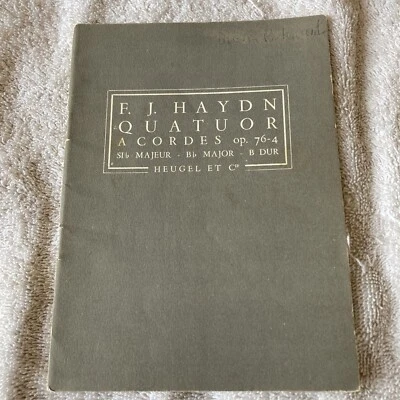 F. J. HAYDN
QUATUOR
A CORDES op. 76-4
SI♭ MAJEUR - B♭ MAJOR - B DUR
HEUGEL ET Cie